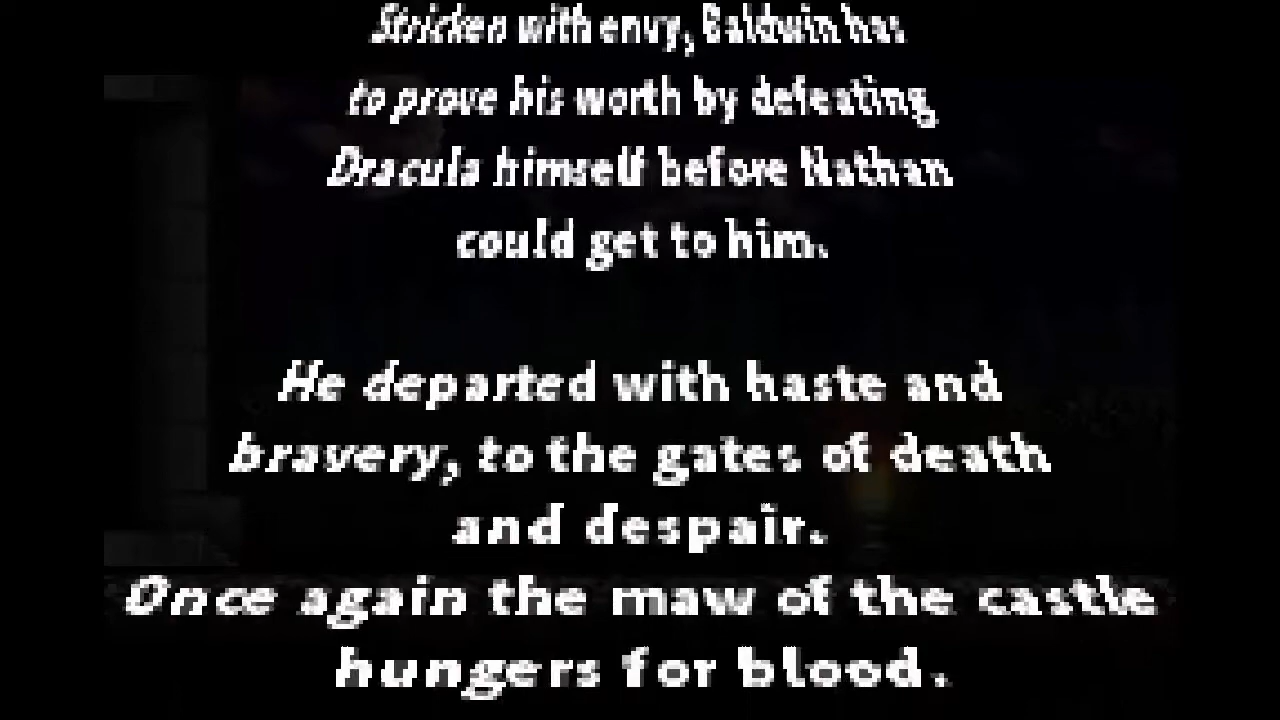 Stricken with envy, Baldwin has
to prove his worth by defeating
Dracula himself before Nathan
could get to him.
He departed with haste and
bravery, to the gates of death
and despair.
Once again the maw of the castle
hungers for blood.